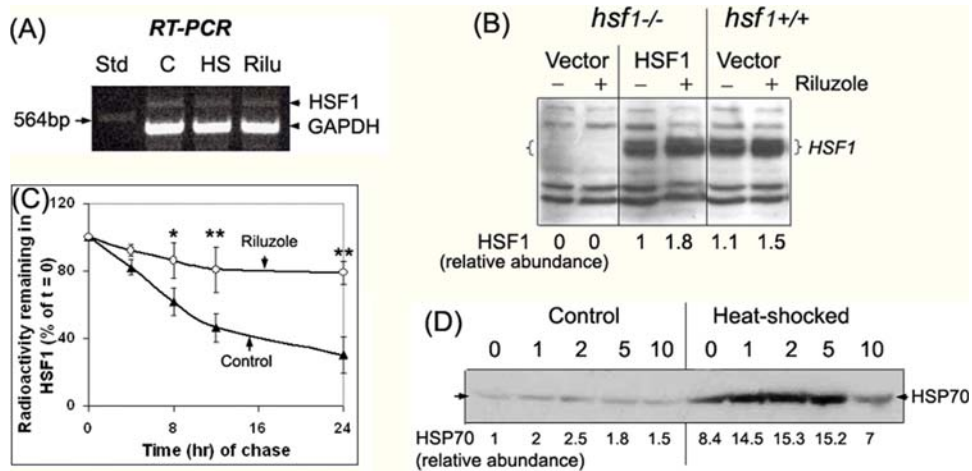 (A)
RT-PCR
Std C HS Rilu
HSF1
564bp
GAPDH
(B)
hsf1-/- hsf1+/+
Vector HSF1 Vector
– + – + – + Riluzole
{ } HSF1
HSF1 0 0 1 1.8 1.1 1.5
(relative abundance)
(C)
Radioactivity remaining in
HSF1 (% of t = 0)
120
80
40
0
* ** **
Riluzole
Control
0 4 8 12 16 20 24
Time (hr) of chase
(D)
Control Heat-shocked
0 1 2 5 10 0 1 2 5 10
HSP70
HSP70 1 2 2.5 1.8 1.5 8.4 14.5 15.3 15.2 7
(relative abundance)